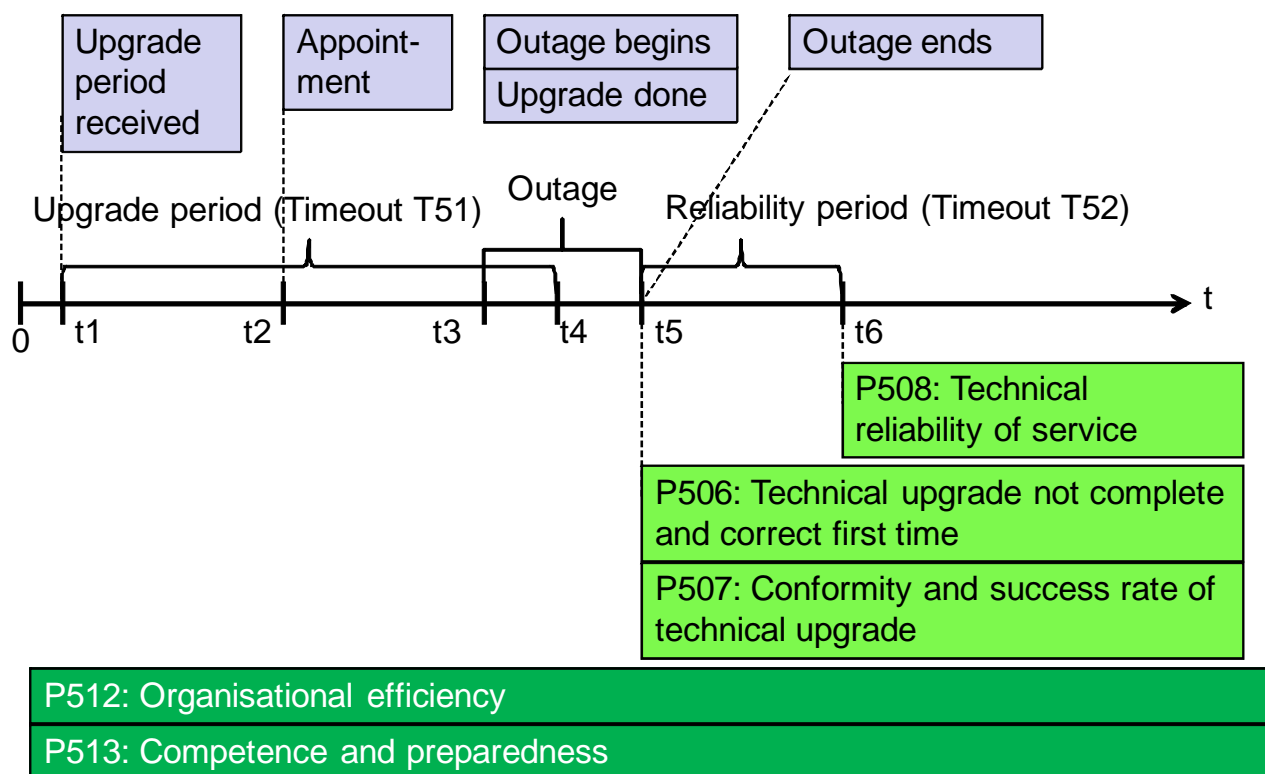 Upgrade
period
received
Appoint-
ment
Outage begins
Upgrade done
Outage ends
Outage
Upgrade period (Timeout T51)
Reliability period (Timeout T52)
t
0
t1
t2
t3
t4
t5
t6
P508: Technical
reliability of service
P506: Technical upgrade not complete
and correct first time
P507: Conformity and success rate of
technical upgrade
P512: Organisational efficiency
P513: Competence and preparedness